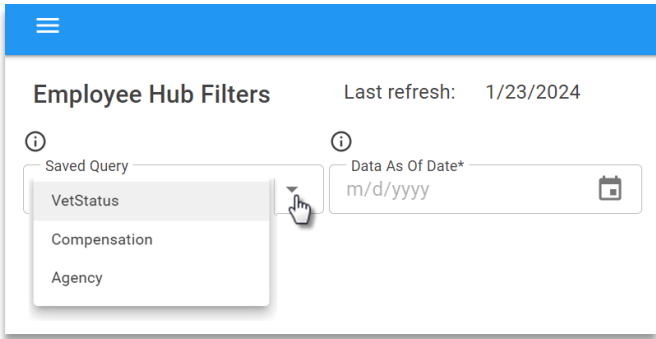 Employee Hub Filters
Last refresh: 1/23/2024
Saved Query
Data As Of Date*
m/d/yyyy
VetStatus
Compensation
Agency